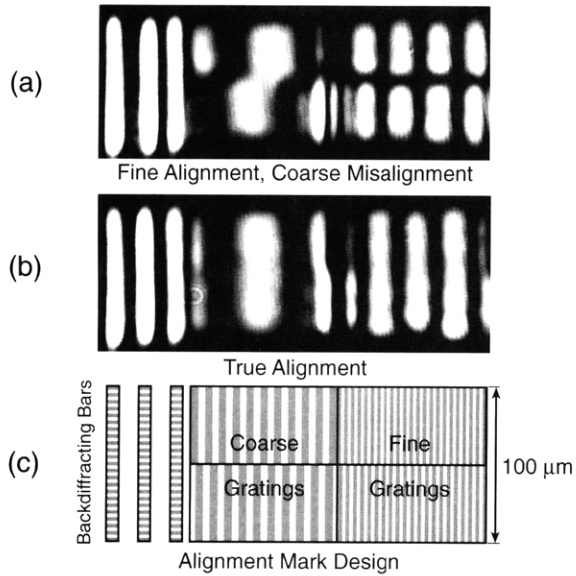 (a)
Fine Alignment, Coarse Misalignment
(b)
True Alignment
(c)
Backdiffracting Bars
Coarse
Fine
Gratings
Gratings
100 μm
Alignment Mark Design